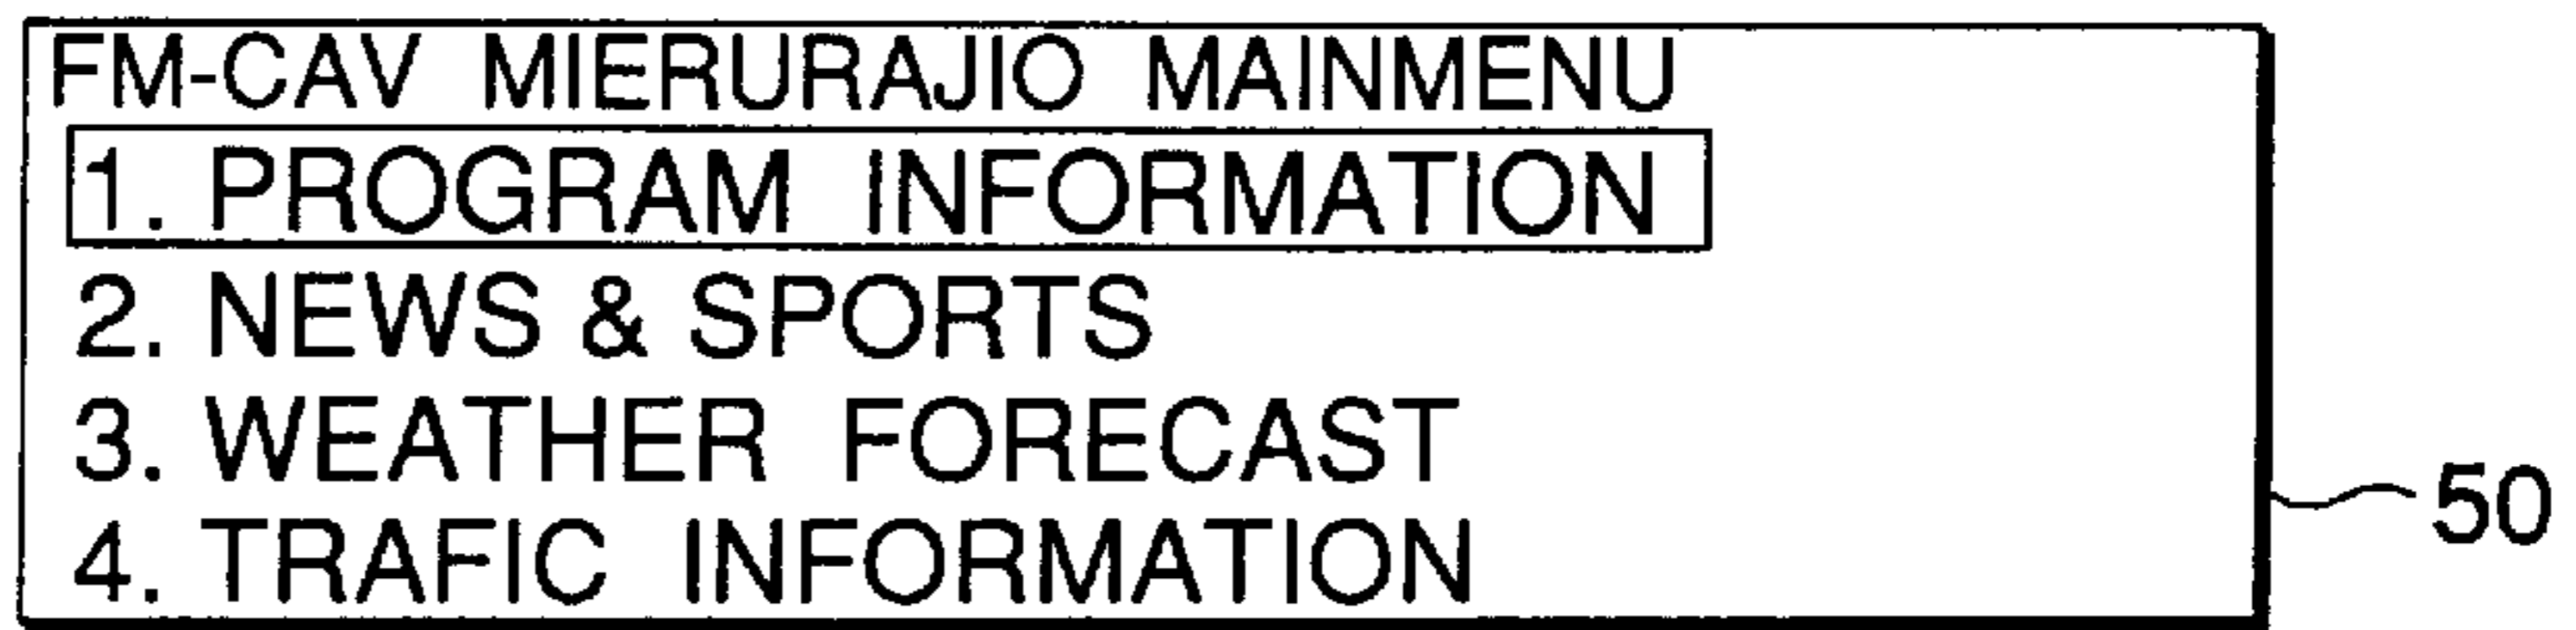 FM-CAV MIERURAJIO MAINMENU
1. PROGRAM INFORMATION
2. NEWS & SPORTS
3. WEATHER FORECAST
4. TRAFIC INFORMATION
50